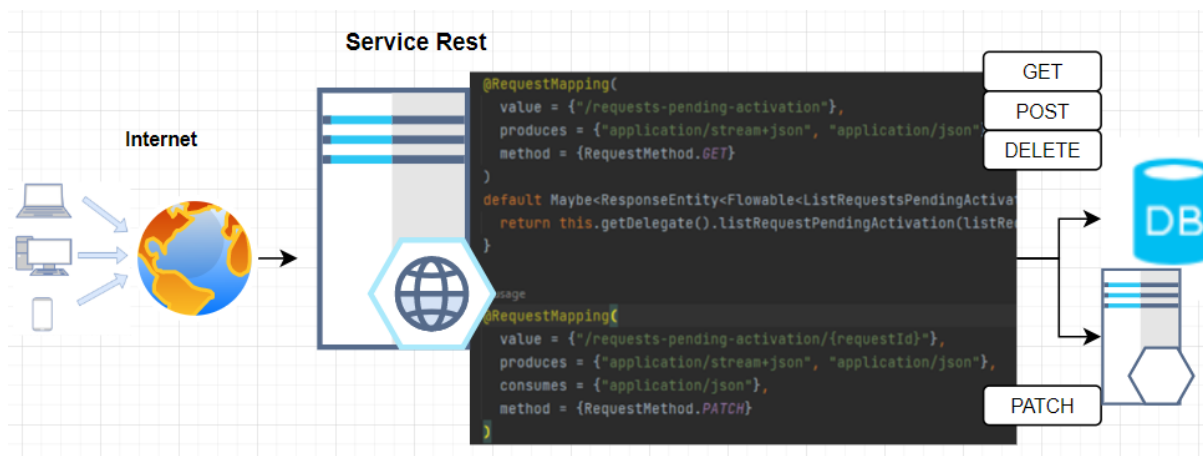 Service Rest
Internet
@RequestMapping(
value = {"/requests-pending-activation"},
produces = {"application/stream+json", "application/json"
method = {RequestMethod.GET}
)
default Maybe<ResponseEntity<Flowable<ListRequestsPendingActiva
return this.getDelegate().listRequestPendingActivation(listRe
}
usage
@RequestMapping(
value = {"/requests-pending-activation/{requestId}"},
produces = {"application/stream+json", "application/json"},
consumes = {"application/json"},
method = {RequestMethod.PATCH}
)
GET
POST
DELETE
DB
PATCH